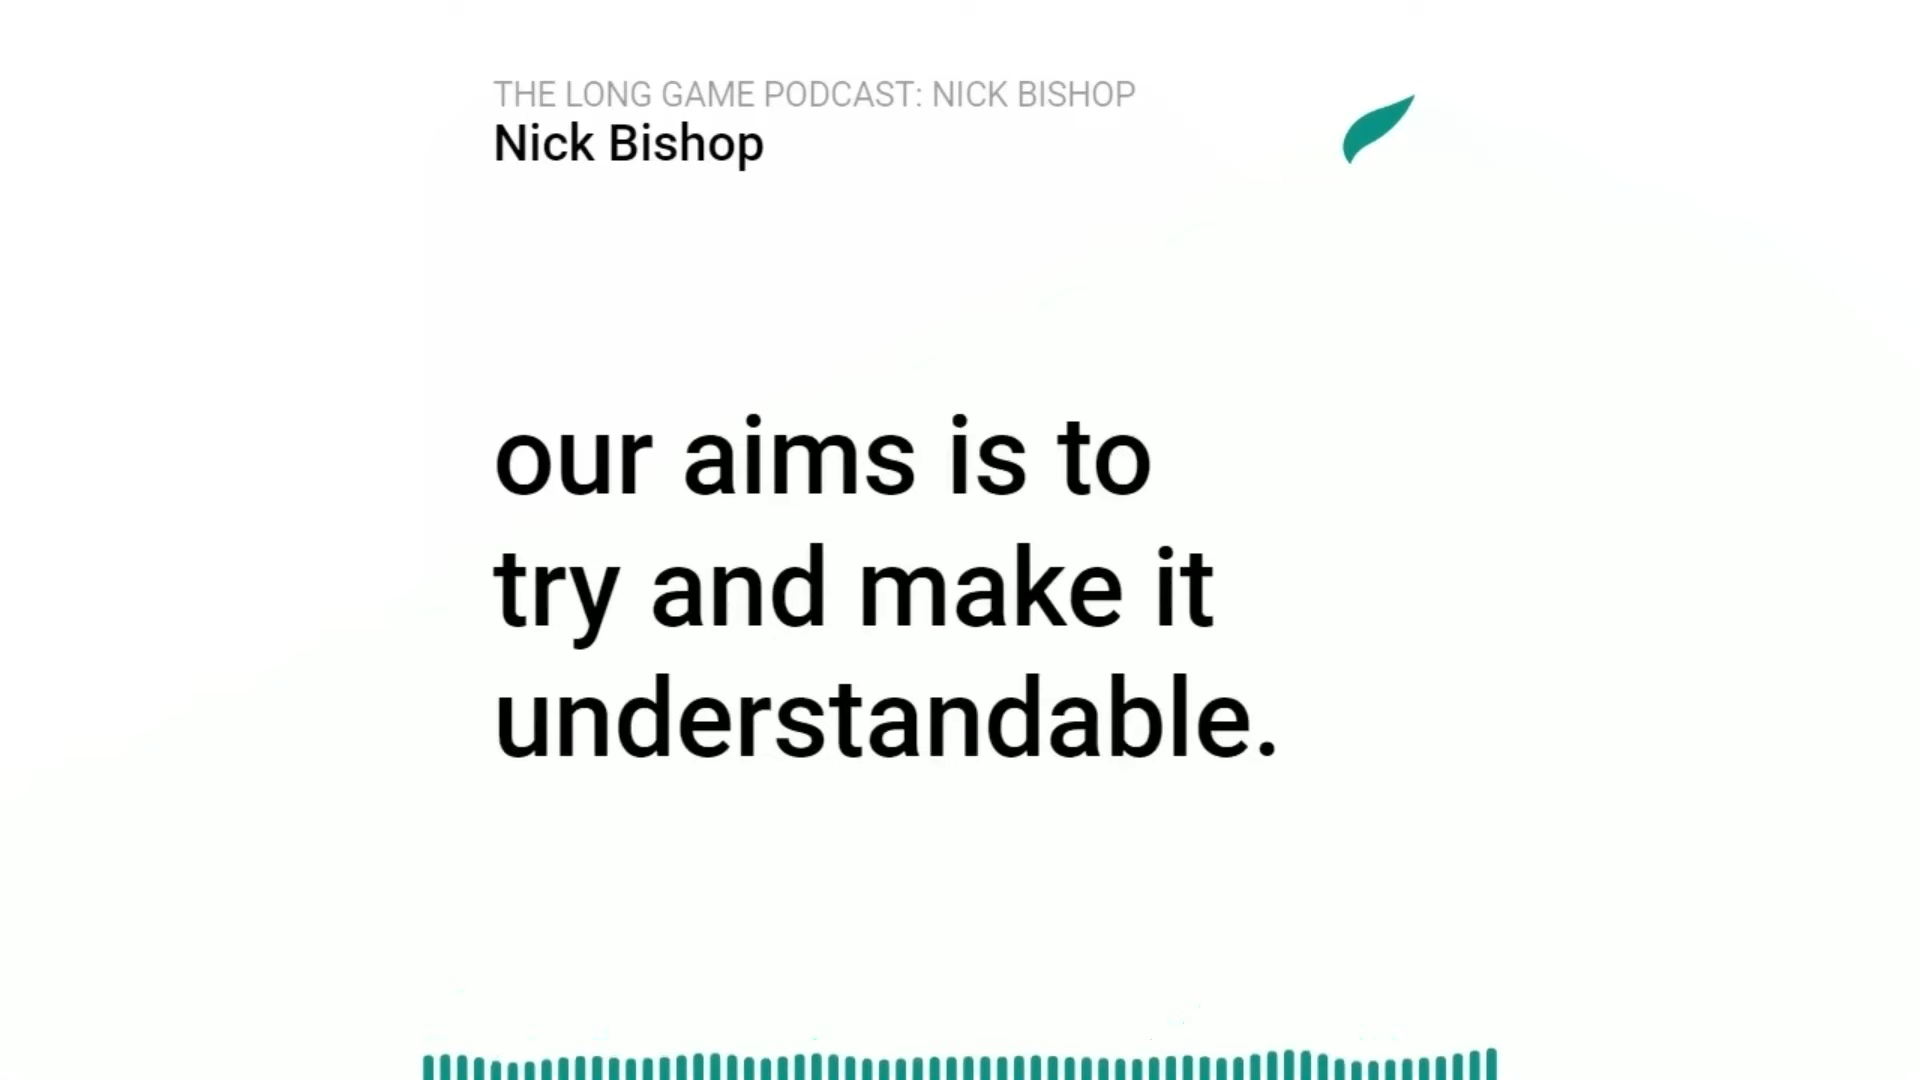 THE LONG GAME PODCAST: NICK BISHOP
Nick Bishop
our aims is to
try and make it
understandable.